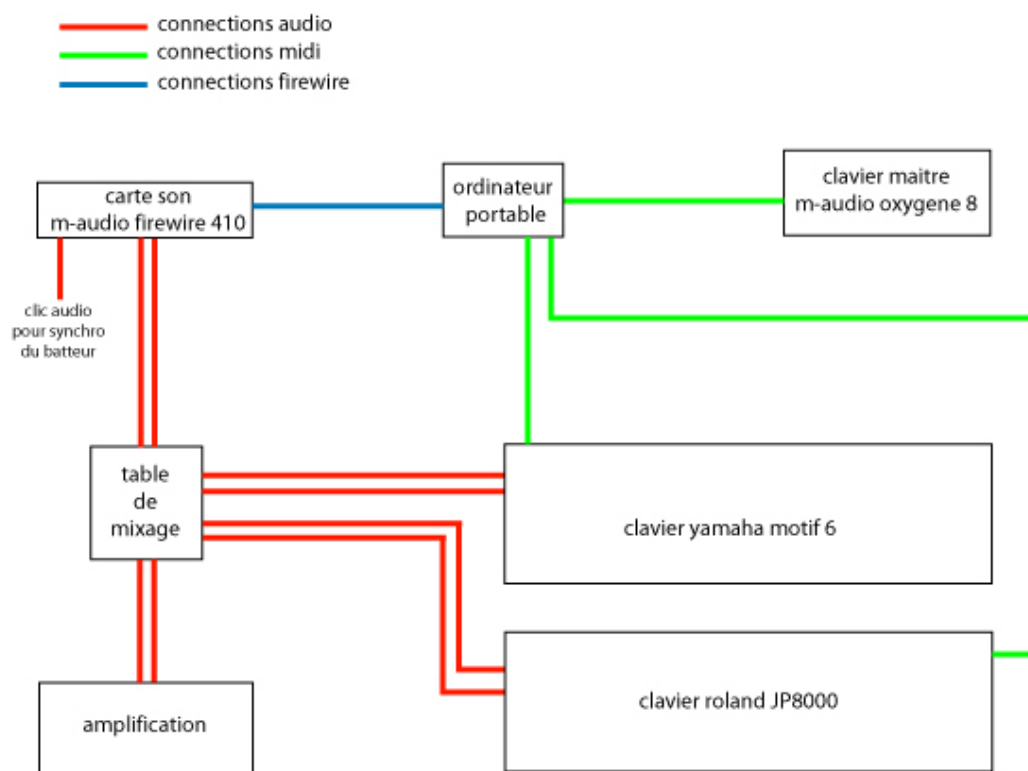 connections audio
connections midi
connections firewire
carte son
m-audio firewire 410
ordinateur
portable
clavier maitre
m-audio oxygene 8
clic audio
pour synchro
du batteur
table
de
mixage
clavier yamaha motif 6
clavier roland JP8000
amplification